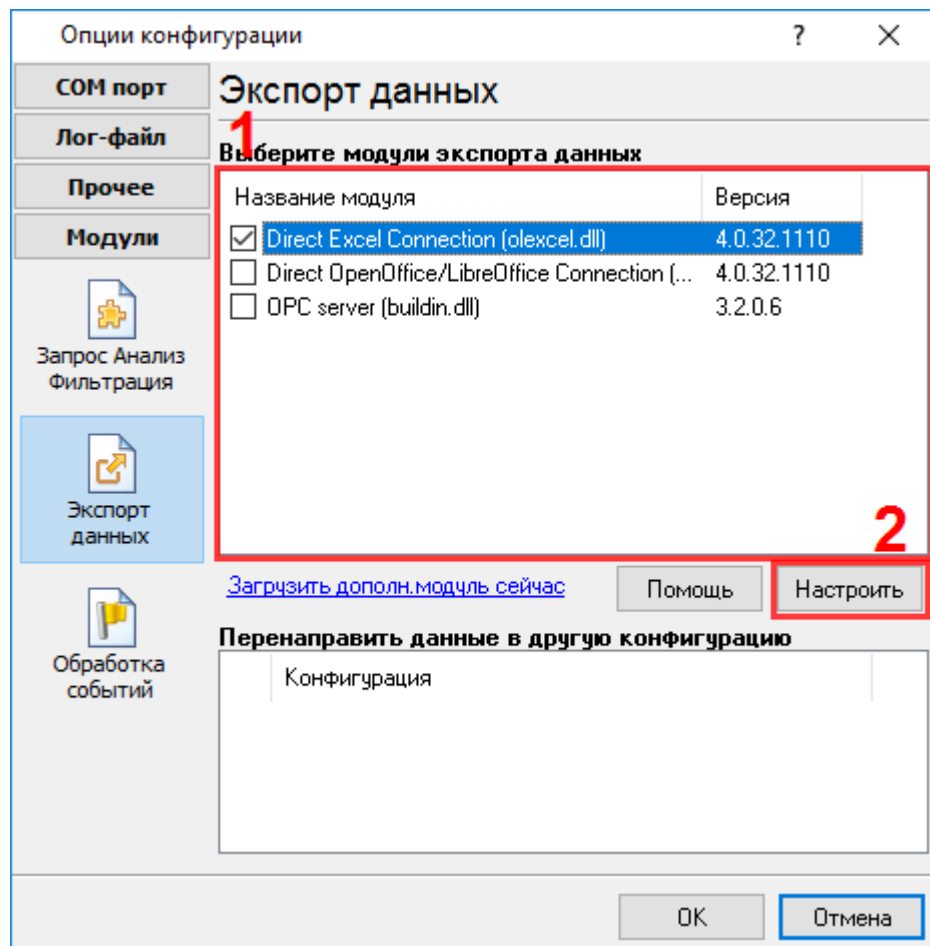 Опции конфигурации ? ×
COM порт
Лог-файл
Прочее
Модули
Запрос Анализ
Фильтрация
Экспорт
данных
Обработка
событий
Экспорт данных
1
Выберите модули экспорта данных
Название модуля Версия
Direct Excel Connection (olexcel.dll) 4.0.32.1110
Direct OpenOffice/LibreOffice Connection (... 4.0.32.1110
OPC server (buildin.dll) 3.2.0.6
2
Загрузить дополн.модуль сейчас Помощь Настроить
Перенаправить данные в другую конфигурацию
Конфигурация
OK Отмена